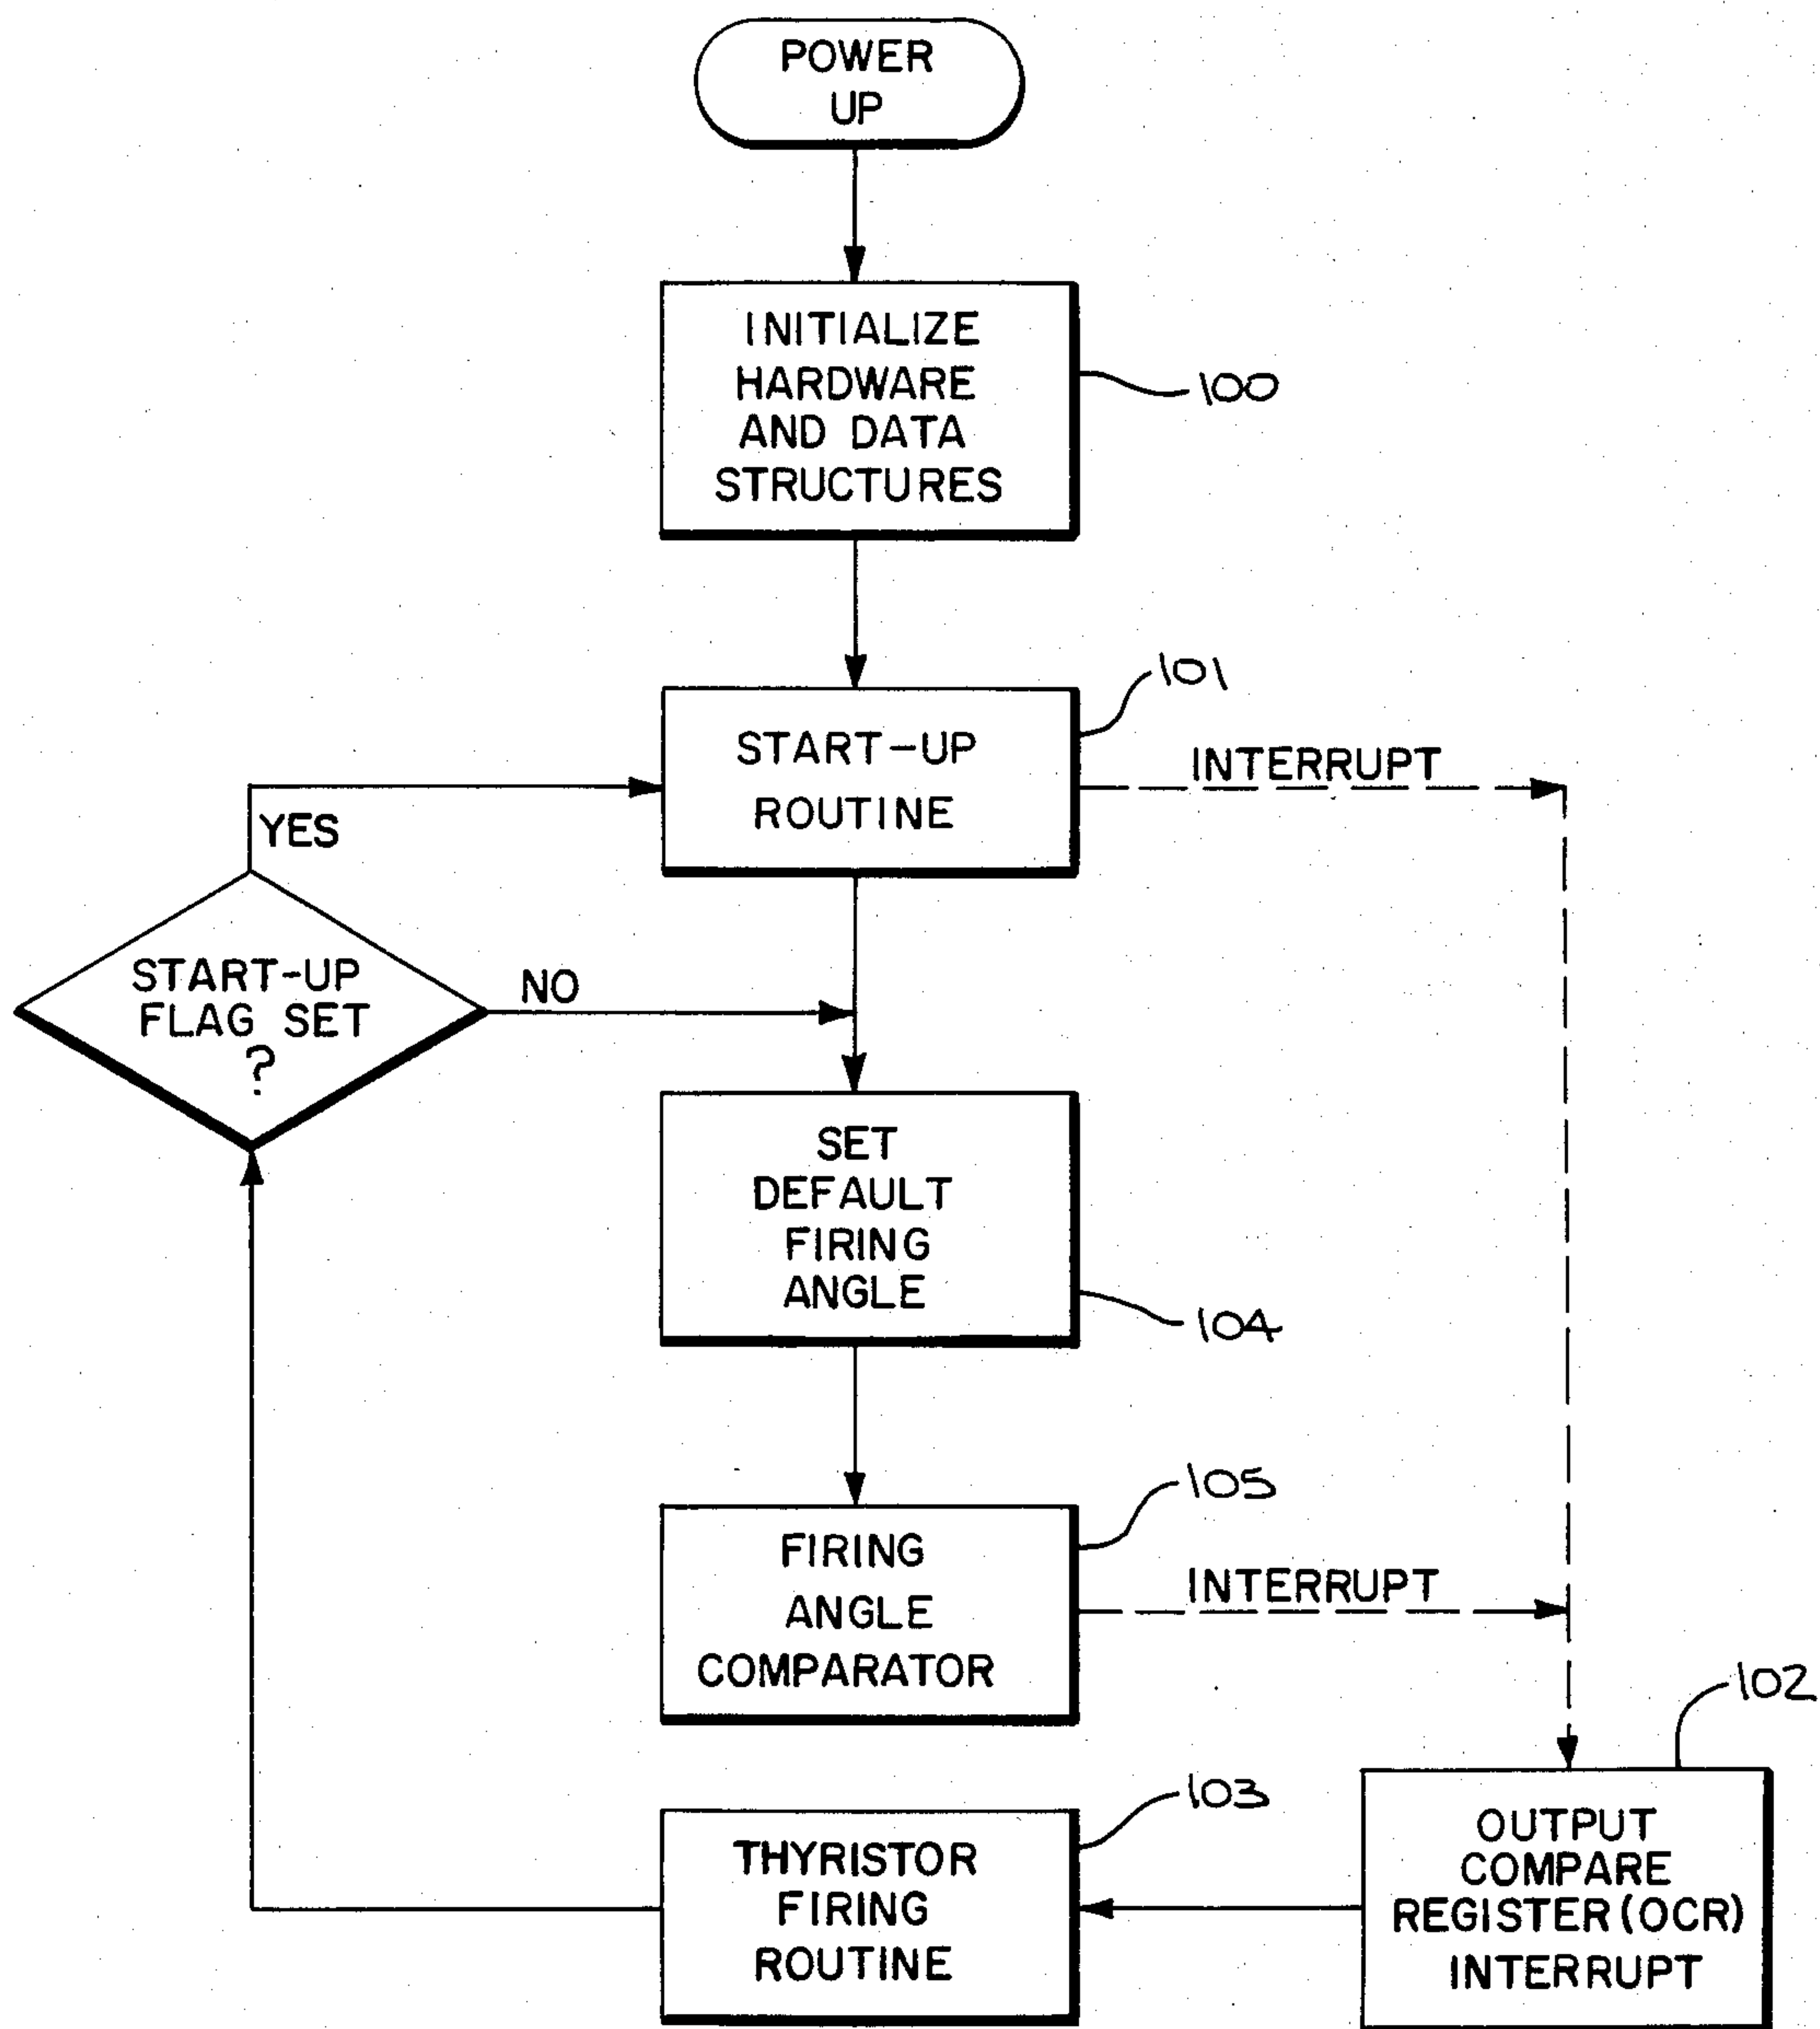 POWER
UP
INITIALIZE
HARDWARE
AND DATA
STRUCTURES
100
101
START-UP
ROUTINE
INTERRUPT
YES
START-UP
FLAG SET
?
NO
SET
DEFAULT
FIRING
ANGLE
104
105
FIRING
ANGLE
COMPARATOR
INTERRUPT
102
103
THYRISTOR
FIRING
ROUTINE
OUTPUT
COMPARE
REGISTER (OCR)
INTERRUPT